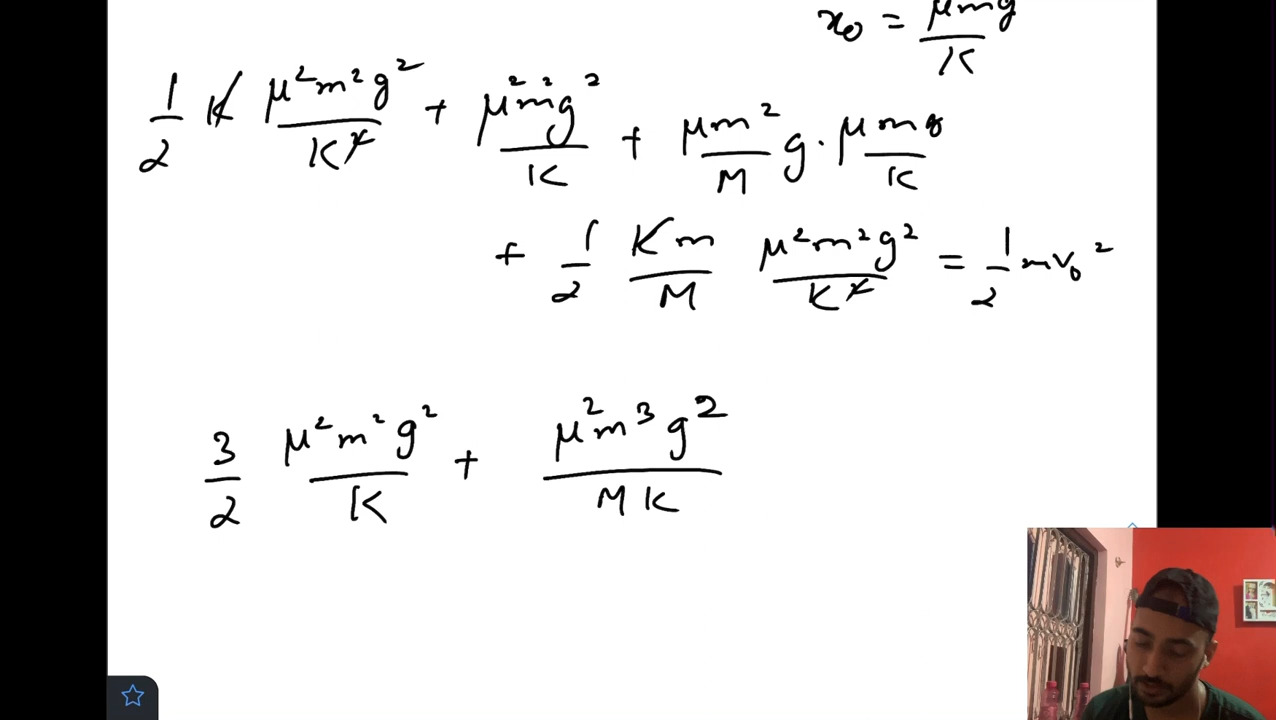 x₀ = μmg/K
1/2 K μ²m²g²/K² + μ²m²g²/K + μm²/M g · μmg/K
+ 1/2 Km/M μ²m²g²/K² = 1/2 mv₀²
3/2 μ²m²g²/K + μ²m³g²/MK